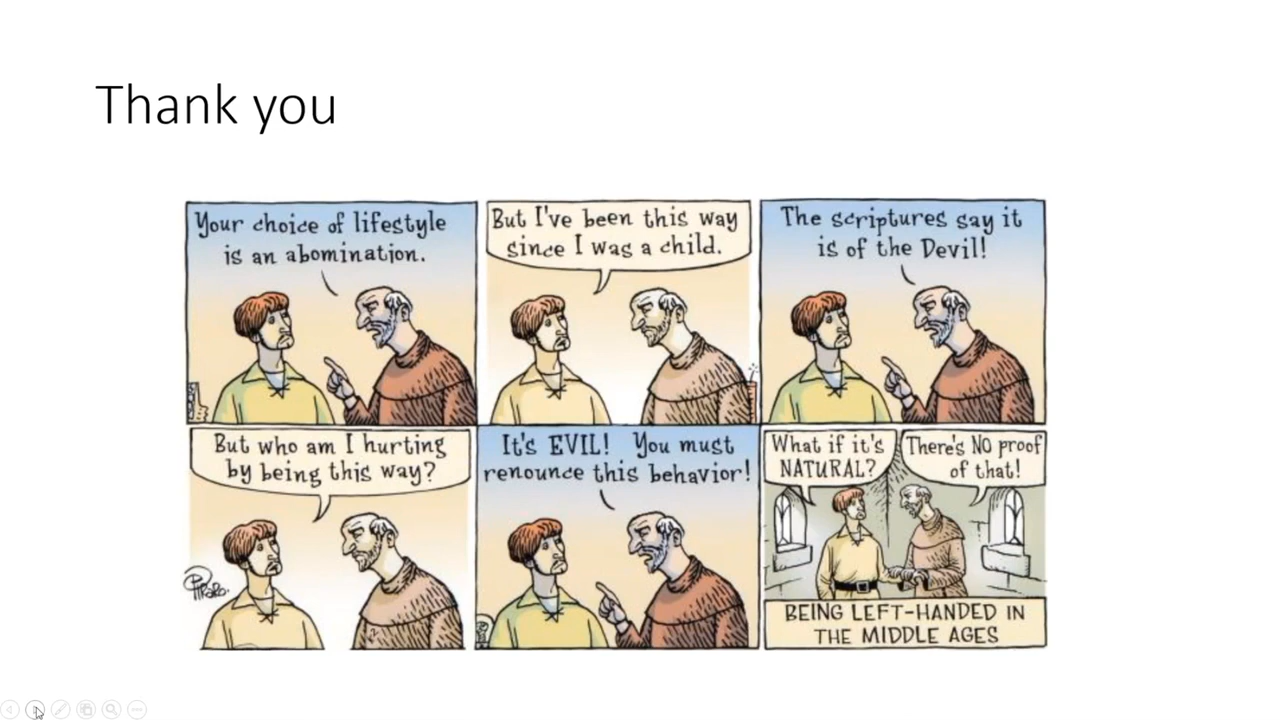 Thank you
Your choice of lifestyle
is an abomination.
But I've been this way
since I was a child.
The scriptures say it
is of the Devil!
But who am I hurting
by being this way?
It's EVIL! You must
renounce this behavior!
What if it's
NATURAL?
There's NO proof
of that!
PIRARO.
BEING LEFT-HANDED IN
THE MIDDLE AGES